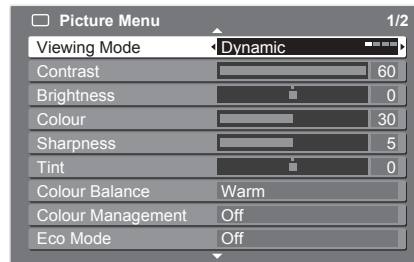 Picture Menu 1/2
Viewing Mode Dynamic
Contrast 60
Brightness 0
Colour 30
Sharpness 5
Tint 0
Colour Balance Warm
Colour Management Off
Eco Mode Off